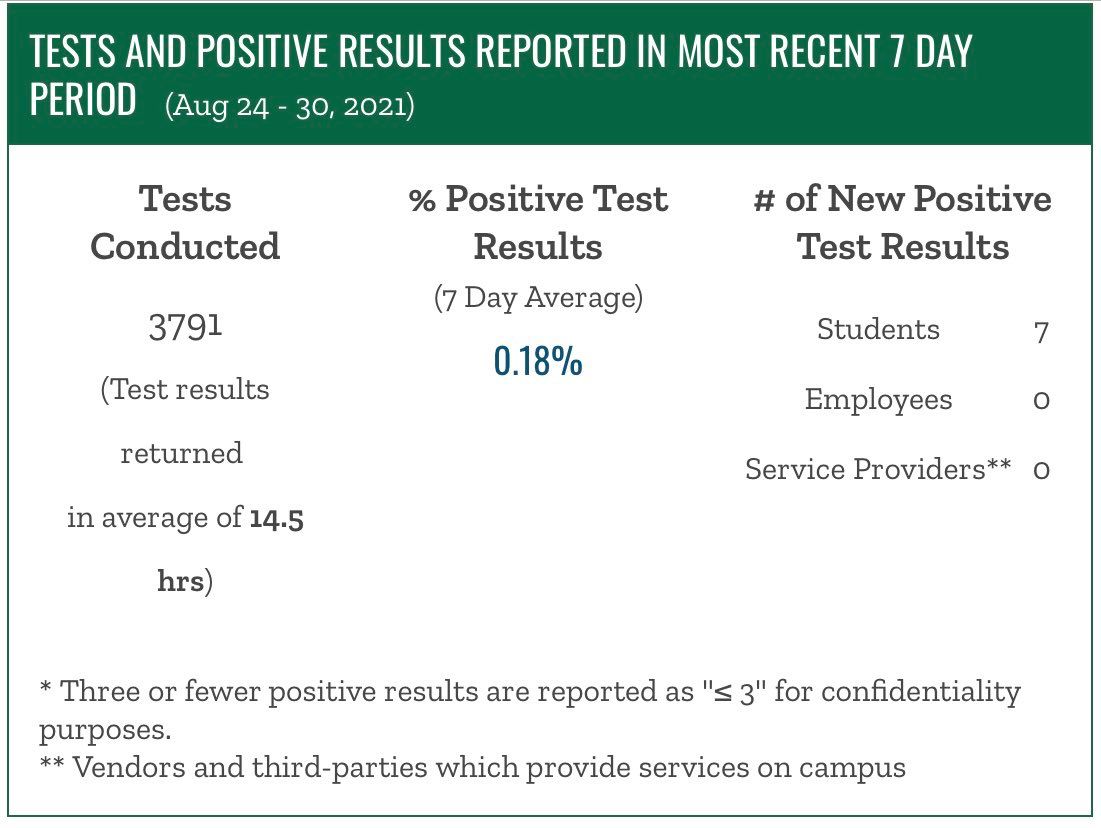 TESTS AND POSITIVE RESULTS REPORTED IN MOST RECENT 7 DAY
PERIOD (Aug 24 - 30, 2021)
Tests
Conducted
3791
(Test results
returned
in average of 14.5
hrs)
% Positive Test
Results
(7 Day Average)
0.18%
# of New Positive
Test Results
Students 7
Employees 0
Service Providers** 0
* Three or fewer positive results are reported as "≤ 3" for confidentiality
purposes.
** Vendors and third-parties which provide services on campus